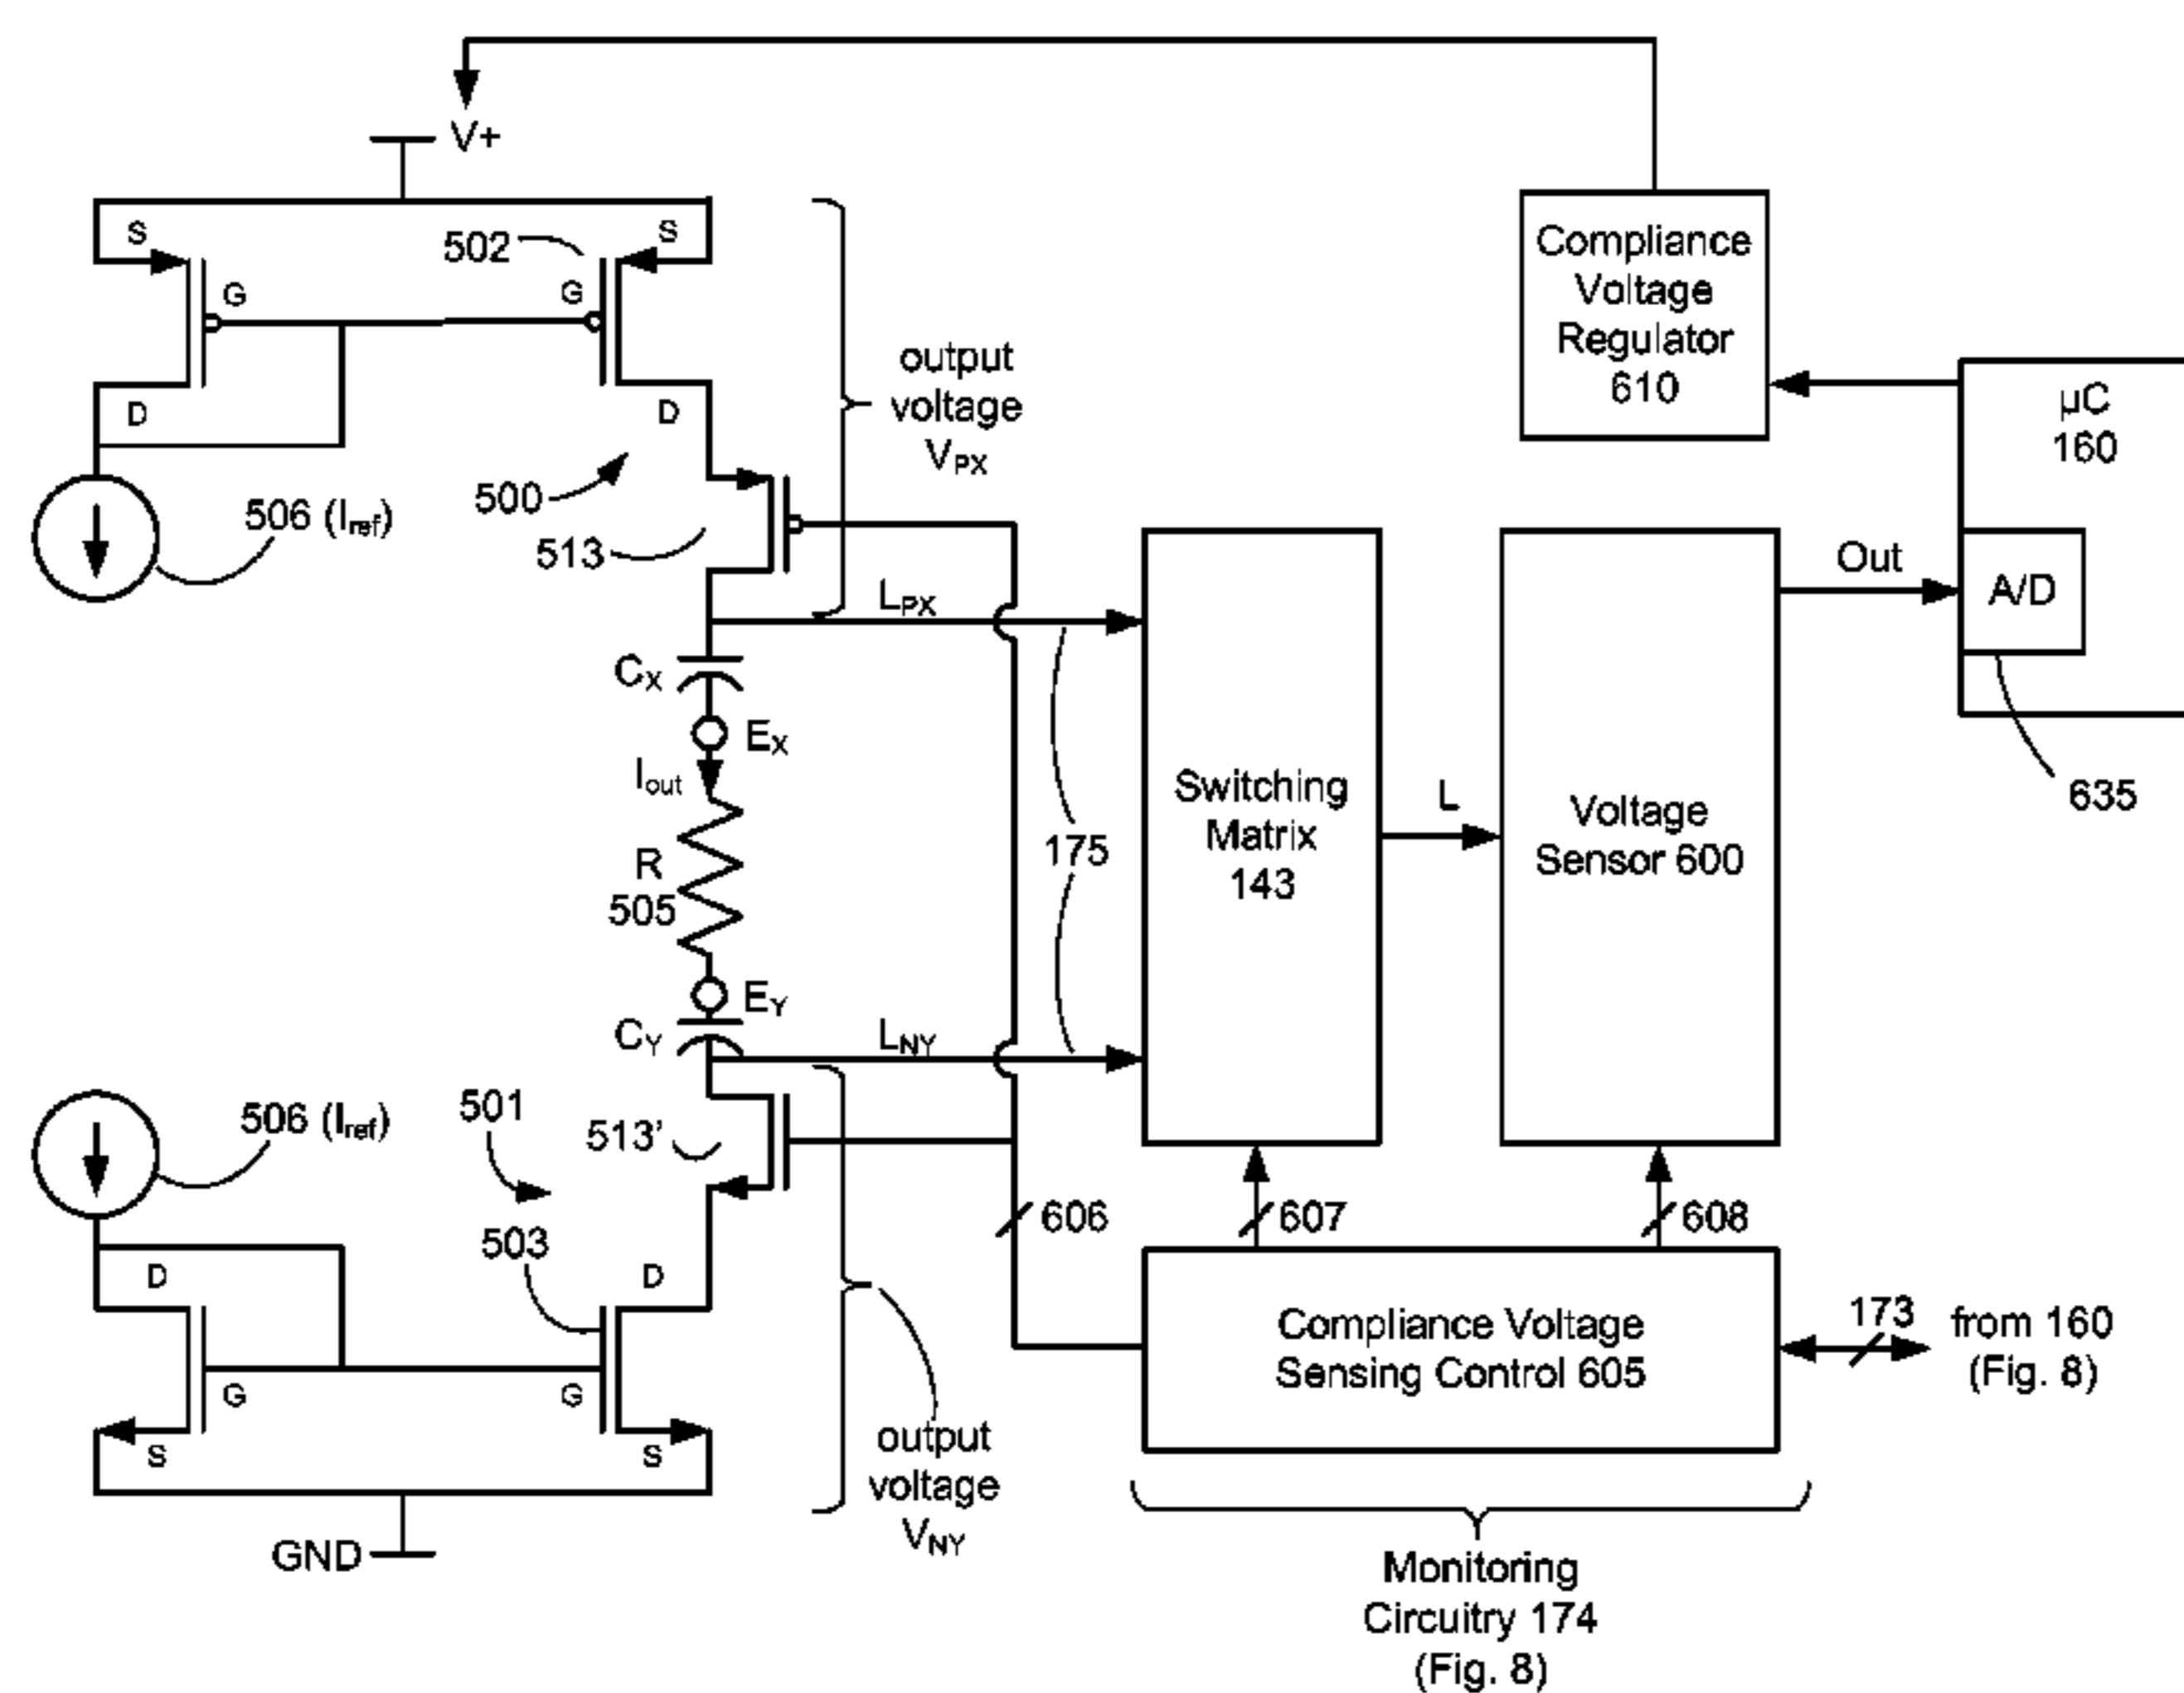 V+
S
502
S
G
G
D
D
500
506 (Iref)
513
output
voltage
VPX
Compliance
Voltage
Regulator
610
µC
160
Out
A/D
635
LPX
CX
EX
Iout
R
505
175
Switching
Matrix
143
L
Voltage
Sensor 600
EY
CY
LNY
506 (Iref)
501
513’
503
D
D
G
G
S
S
GND
output
voltage
VNY
606
607
608
Compliance Voltage
Sensing Control 605
173
from 160
(Fig. 8)
Monitoring
Circuitry 174
(Fig. 8)